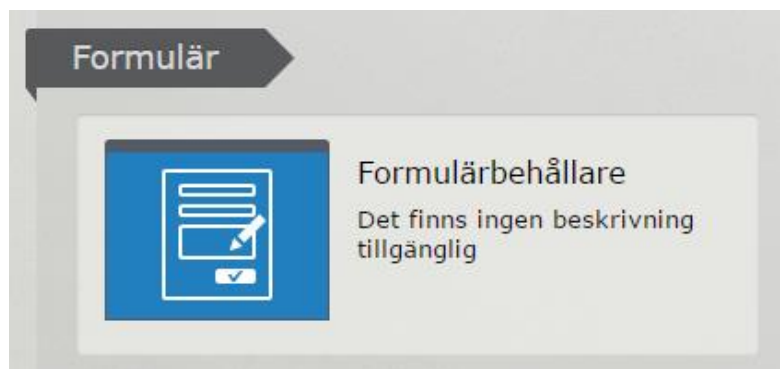 Formulär
Formulärbehållare
Det finns ingen beskrivning
tillgänglig